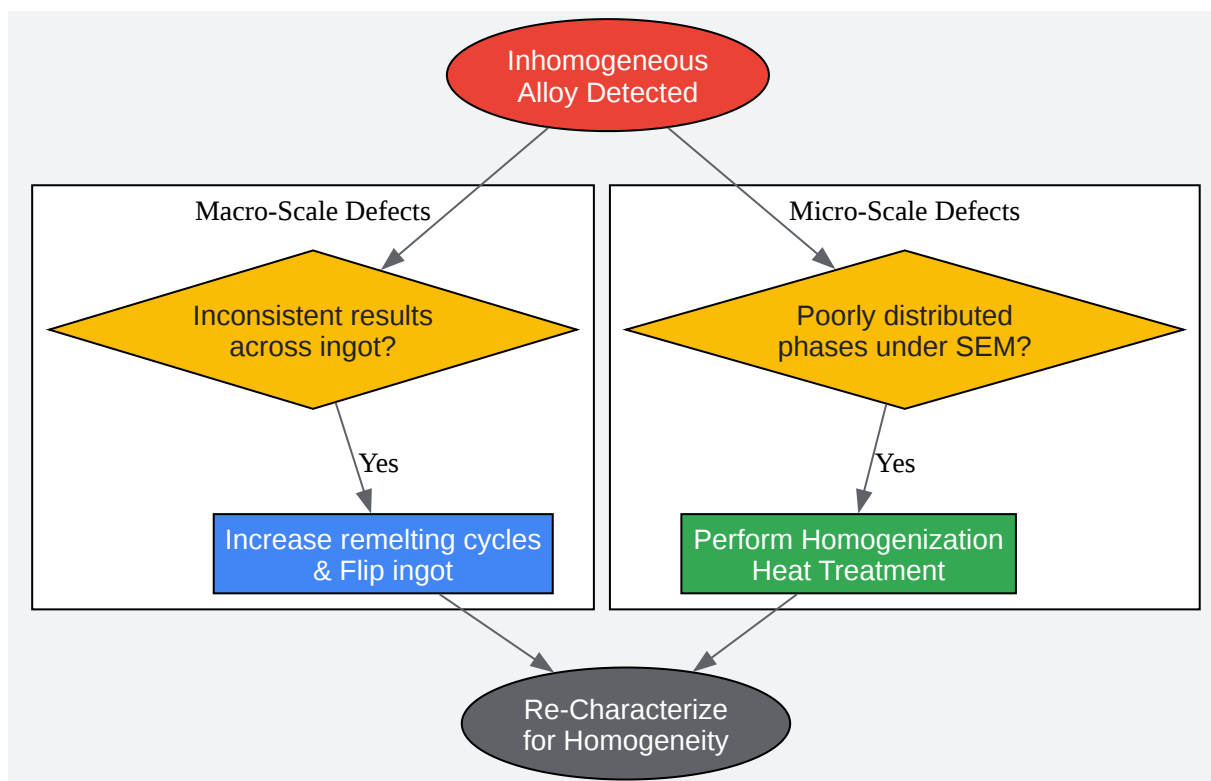 Inhomogeneous
Alloy Detected
Macro-Scale Defects
Inconsistent results
across ingot?
Yes
Increase remelting cycles
& Flip ingot
Micro-Scale Defects
Poorly distributed
phases under SEM?
Yes
Perform Homogenization
Heat Treatment
Re-Characterize
for Homogeneity